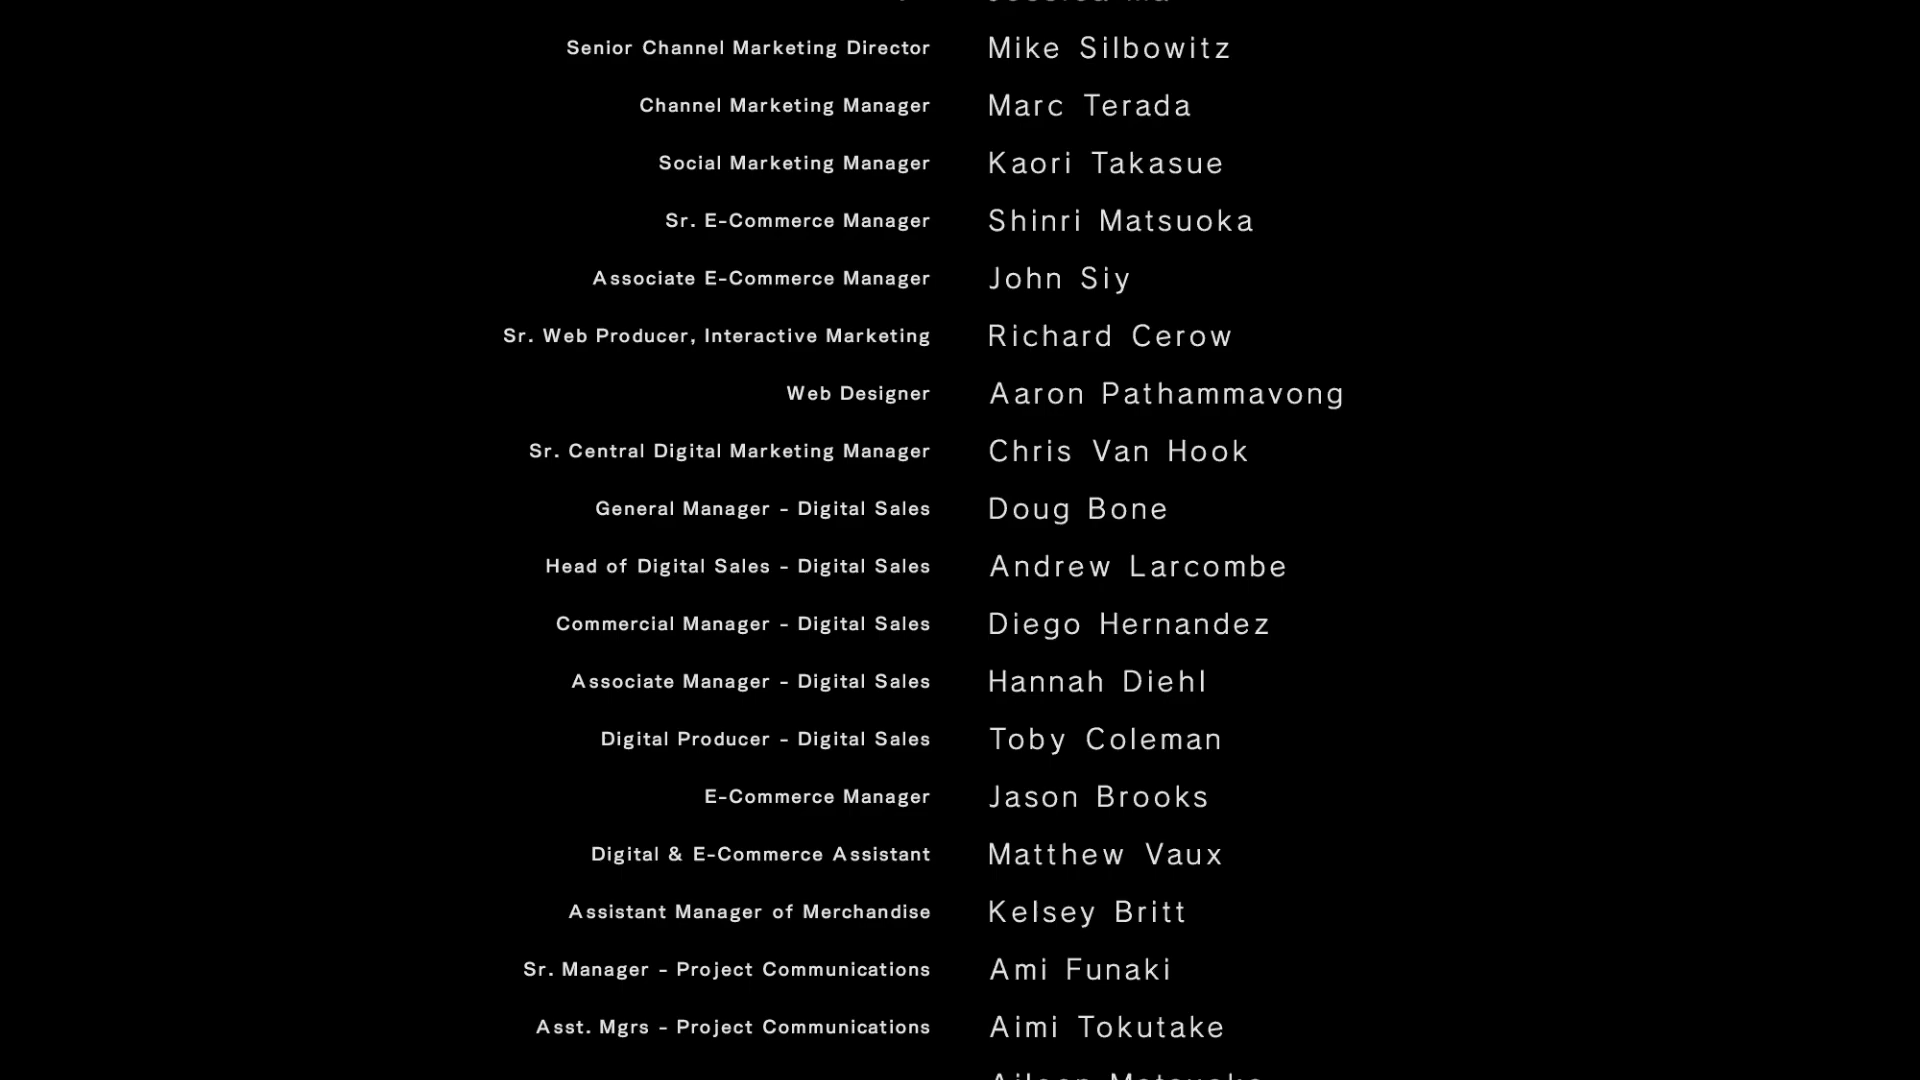 Senior Channel Marketing Director Mike Silbowitz
Channel Marketing Manager Marc Terada
Social Marketing Manager Kaori Takasue
Sr. E-Commerce Manager Shinri Matsuoka
Associate E-Commerce Manager John Siy
Sr. Web Producer, Interactive Marketing Richard Cerow
Web Designer Aaron Pathammavong
Sr. Central Digital Marketing Manager Chris Van Hook
General Manager - Digital Sales Doug Bone
Head of Digital Sales - Digital Sales Andrew Larcombe
Commercial Manager - Digital Sales Diego Hernandez
Associate Manager - Digital Sales Hannah Diehl
Digital Producer - Digital Sales Toby Coleman
E-Commerce Manager Jason Brooks
Digital & E-Commerce Assistant Matthew Vaux
Assistant Manager of Merchandise Kelsey Britt
Sr. Manager - Project Communications Ami Funaki
Asst. Mgrs - Project Communications Aimi Tokutake